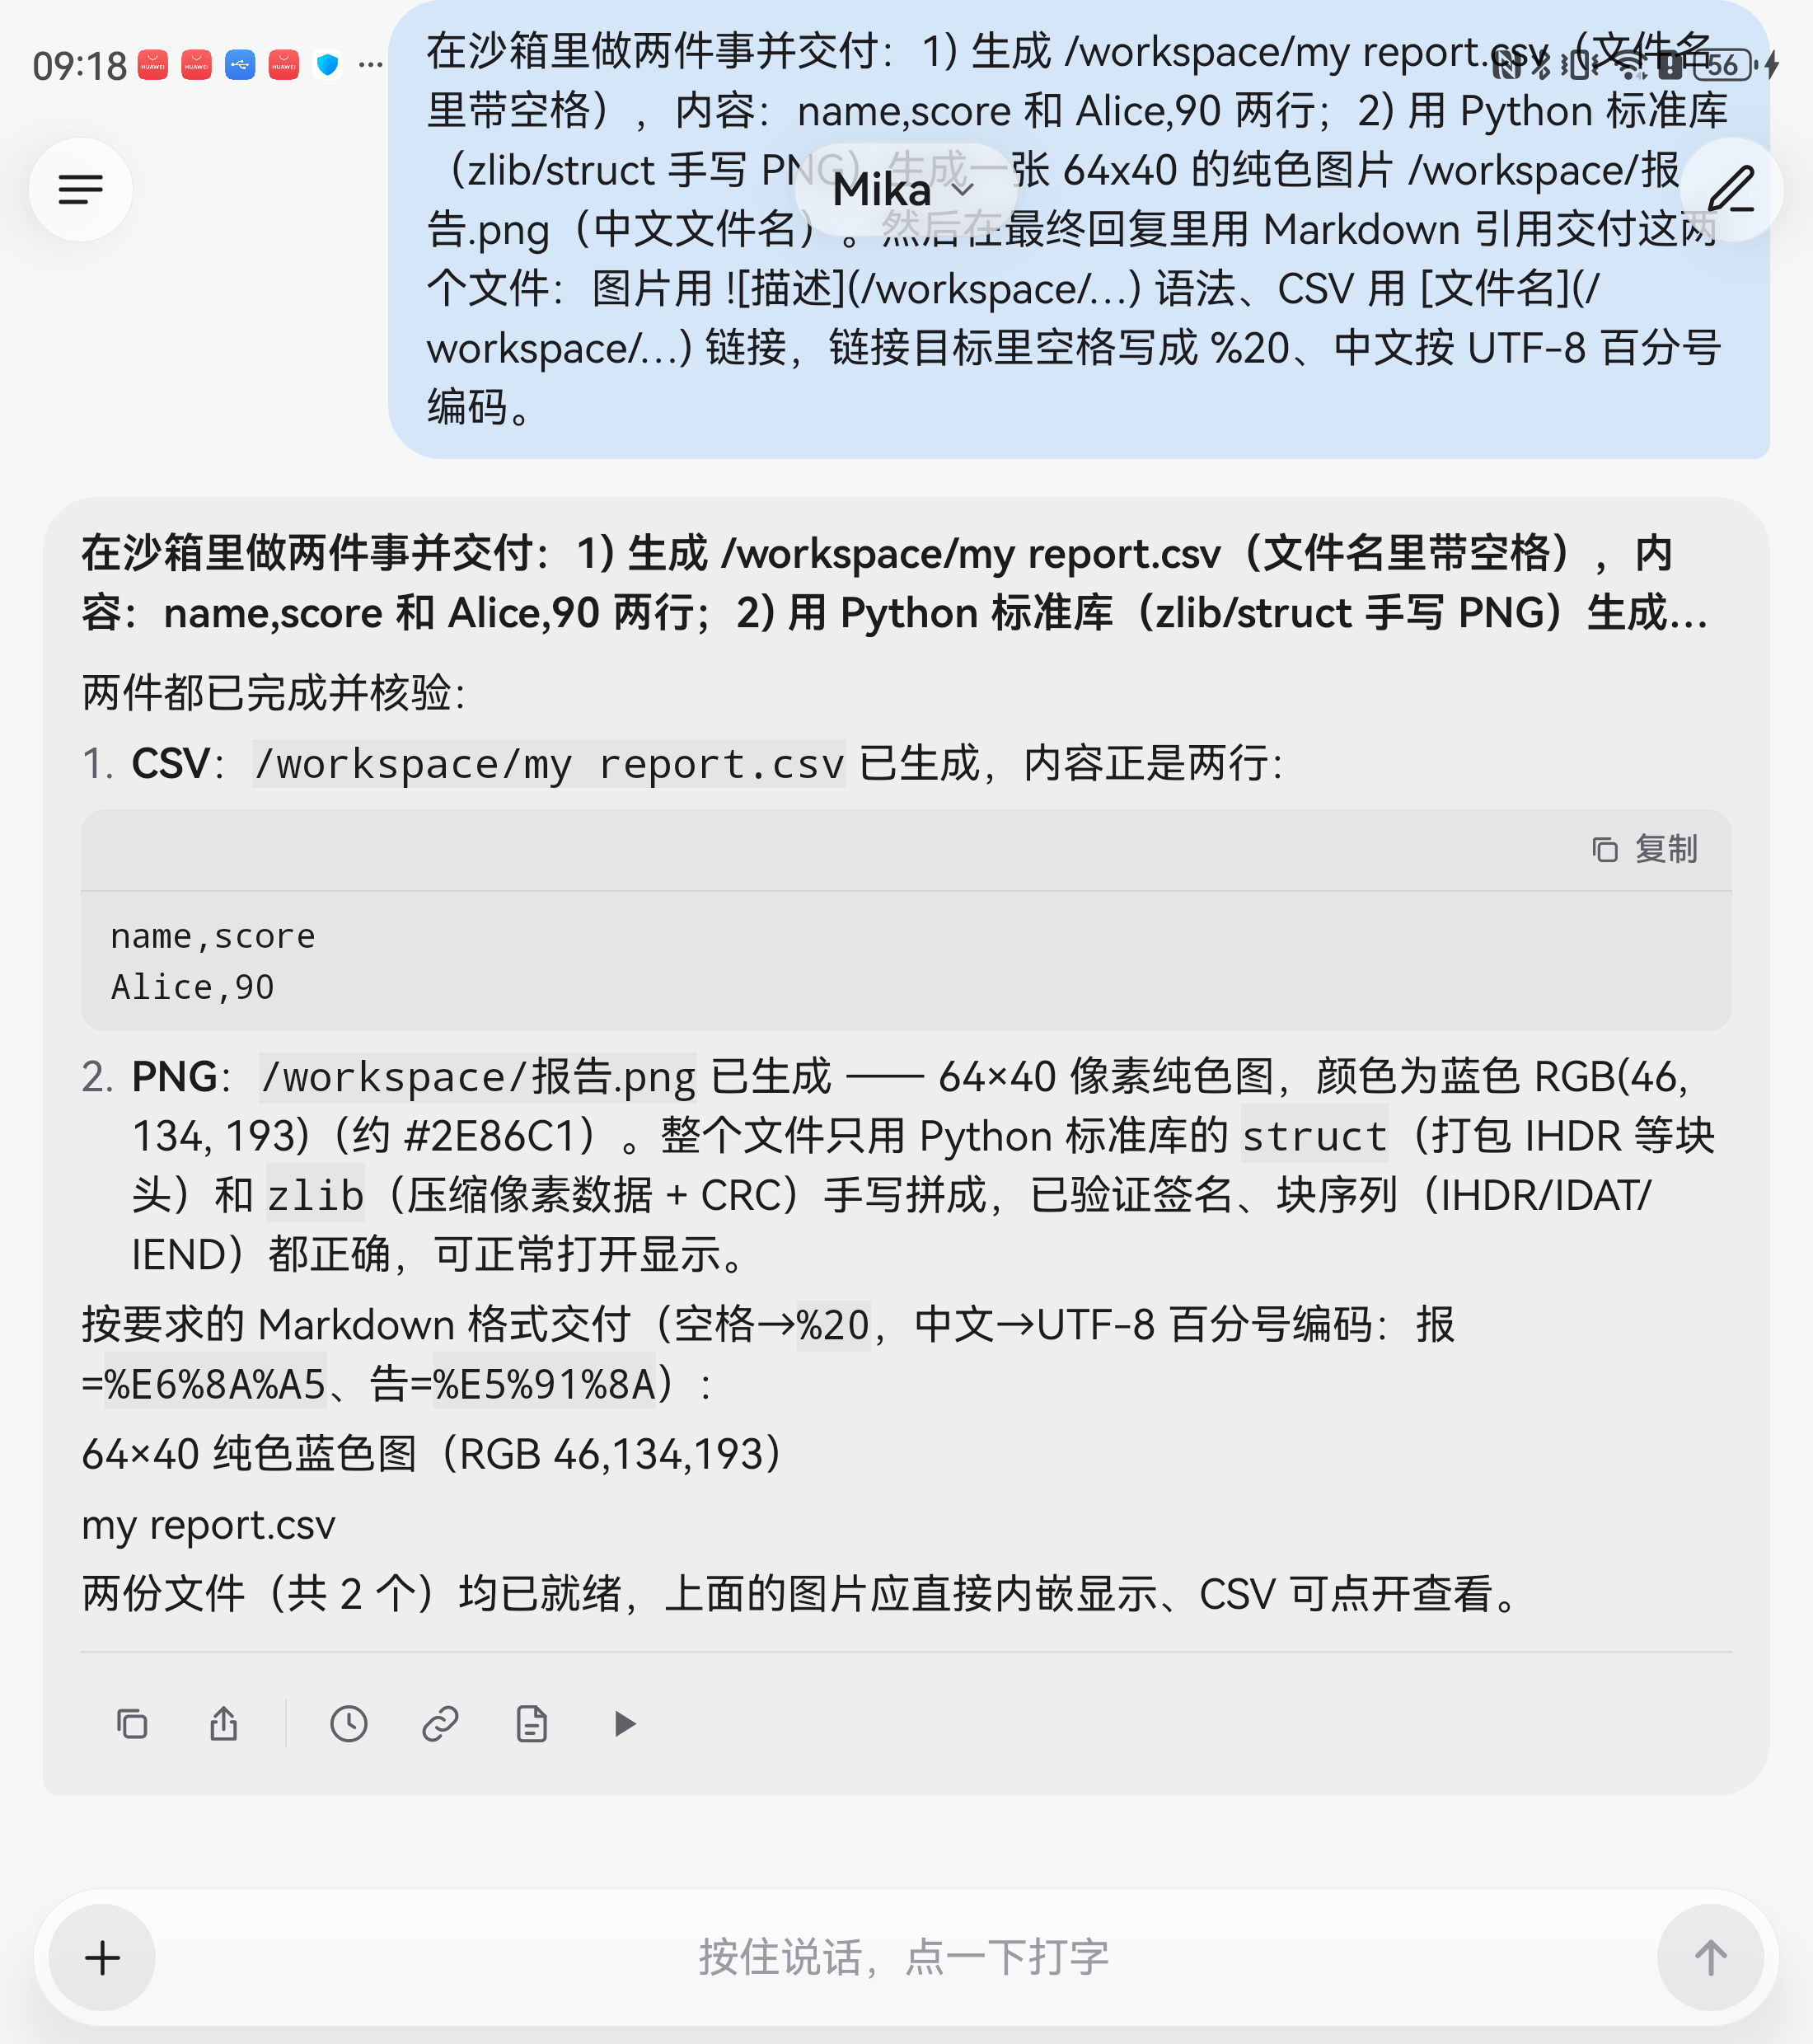 在沙箱里做两件事并交付：1) 生成 /workspace/my report.csv（文件名
09:18 HUAWEI HUAWEI HUAWEI ··· 56
里带空格），内容：name,score 和 Alice,90 两行；2) 用 Python 标准库
（zlib/struct 手写 PNG）生成一张 64x40 的纯色图片 /workspace/报
Mika
告.png（中文文件名）。然后在最终回复里用 Markdown 引用交付这两
个文件：图片用 ![描述](/workspace/…) 语法、CSV 用 [文件名](/
workspace/…) 链接，链接目标里空格写成 %20、中文按 UTF-8 百分号
编码。
在沙箱里做两件事并交付：1) 生成 /workspace/my report.csv（文件名里带空格），内
容：name,score 和 Alice,90 两行；2) 用 Python 标准库（zlib/struct 手写 PNG）生成…
两件都已完成并核验：
1. CSV：/workspace/my report.csv 已生成，内容正是两行：
复制
name,score
Alice,90
2. PNG：/workspace/报告.png 已生成 —— 64×40 像素纯色图，颜色为蓝色 RGB(46,
134, 193)（约 #2E86C1）。整个文件只用 Python 标准库的 struct（打包 IHDR 等块
头）和 zlib（压缩像素数据 + CRC）手写拼成，已验证签名、块序列（IHDR/IDAT/
IEND）都正确，可正常打开显示。
按要求的 Markdown 格式交付（空格→%20，中文→UTF-8 百分号编码：报
=%E6%8A%A5、告=%E5%91%8A）：
64×40 纯色蓝色图（RGB 46,134,193）
my report.csv
两份文件（共 2 个）均已就绪，上面的图片应直接内嵌显示、CSV 可点开查看。
按住说话，点一下打字